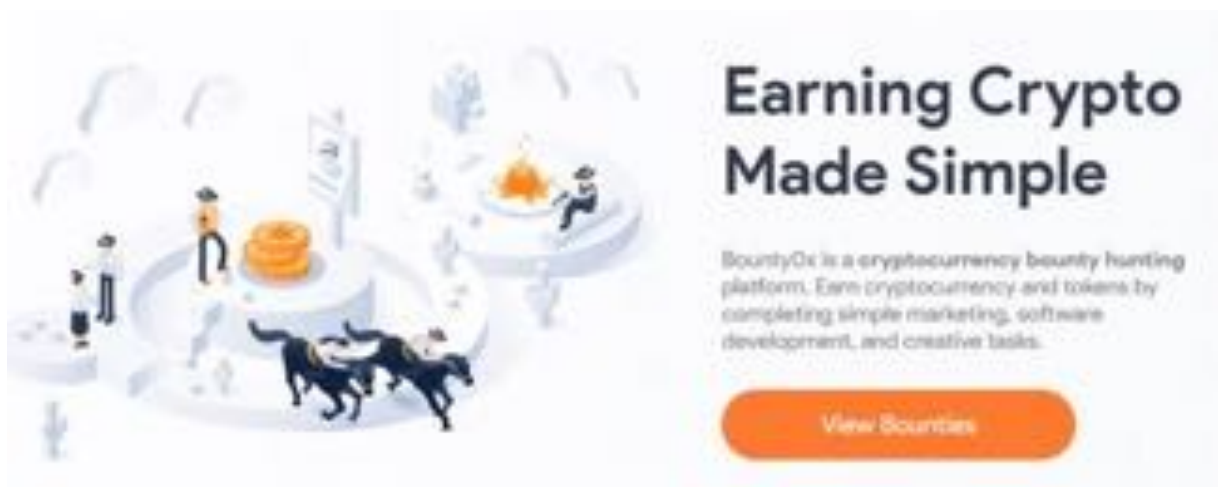 Earning Crypto
Made Simple
Bounty0x is a cryptocurrency bounty hunting
platform. Earn cryptocurrency and tokens by
completing simple marketing, software
development, and creative tasks.
View Bounties